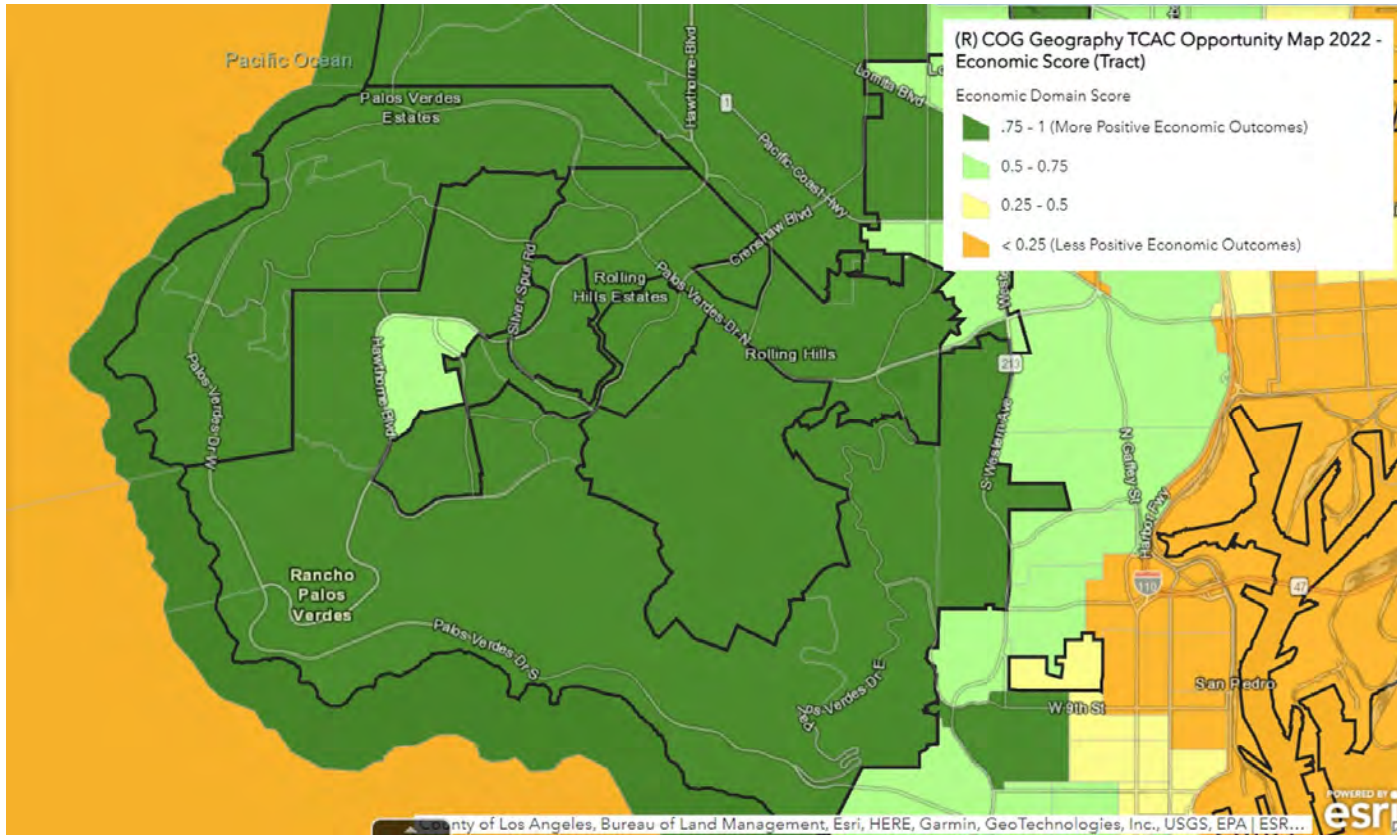 (R) COG Geography TCAC Opportunity Map 2022 -
Economic Score (Tract)
Economic Domain Score
.75 - 1 (More Positive Economic Outcomes)
0.5 - 0.75
0.25 - 0.5
< 0.25 (Less Positive Economic Outcomes)
Pacific Ocean
Palos Verdes
Estates
Hawthorne-Blvd
1
Lomita Blvd
Pacific-Coast-Hwy
Crenshaw Blvd
Silver Spur Rd
Rolling
Hills Estates
Palos-Verdes-Dr-N
Rolling Hills
Hawthorne Blvd
Palos-Verdes-Dr-W
213
S Western Ave
N Gaffey St
Harbor Fwy
110
47
Rancho
Palos
Verdes
Palos Verdes-Dr-S
os-Verdes-Dr-E
San Pedro
W 9th St
POWERED BY
esri
County of Los Angeles, Bureau of Land Management, Esri, HERE, Garmin, GeoTechnologies, Inc., USGS, EPA | ESR...